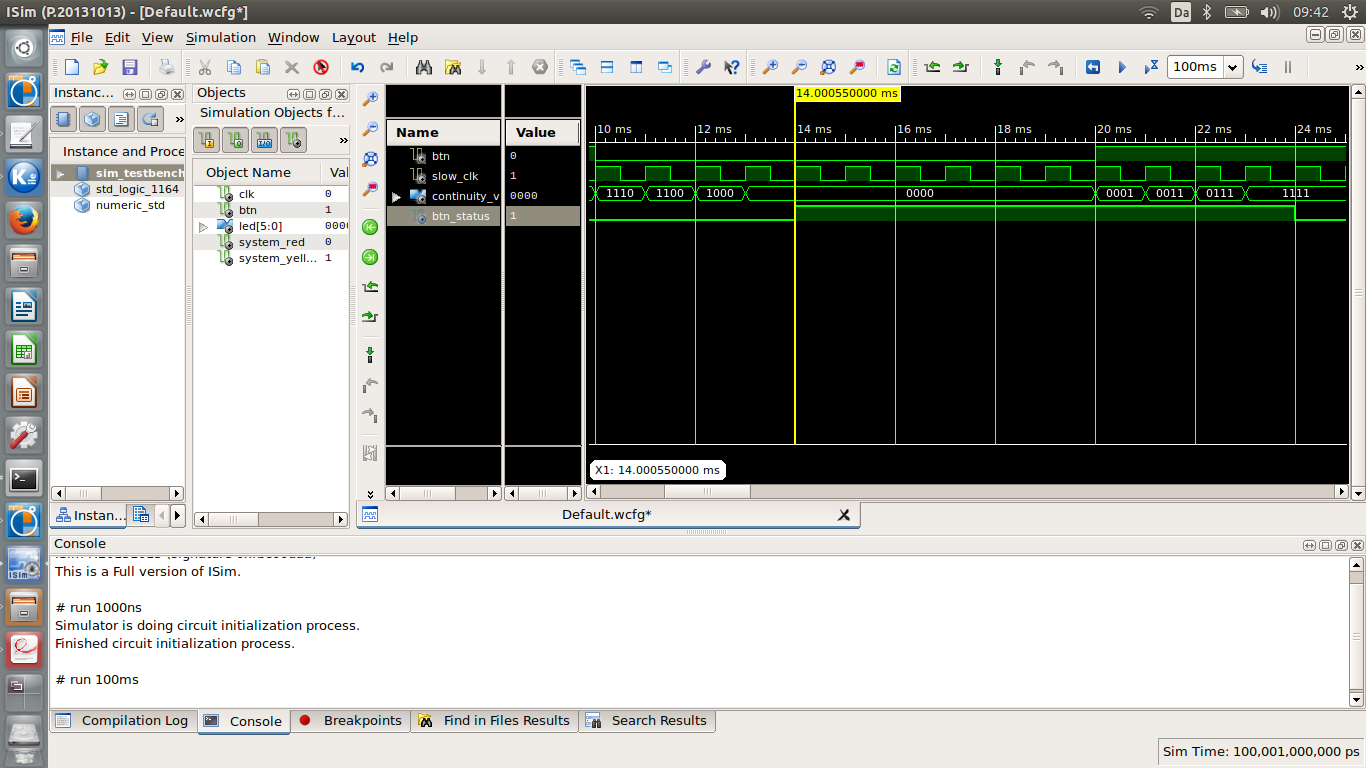 ISim (P.20131013) - [Default.wcfg*]
Da
09:42
File Edit View Simulation Window Layout Help
100ms
»
Instanc...
»
Instance and Proce
sim_testbench
std_logic_1164
numeric_std
Instan...
Objects
Simulation Objects f...
»
Object Name Val
clk 0
btn 1
led[5:0] 0000
system_red 0
system_yell... 1
Name Value
btn 0
slow_clk 1
continuity_v 0000
btn_status 1
14.000550000 ms
10 ms 12 ms 14 ms 16 ms 18 ms 20 ms 22 ms 24 ms
1110 1100 1000 0000 0001 0011 0111 1111
X1: 14.000550000 ms
Default.wcfg*
Console
This is a Full version of ISim.
# run 1000ns
Simulator is doing circuit initialization process.
Finished circuit initialization process.
# run 100ms
Compilation Log Console Breakpoints Find in Files Results Search Results
Sim Time: 100,001,000,000 ps